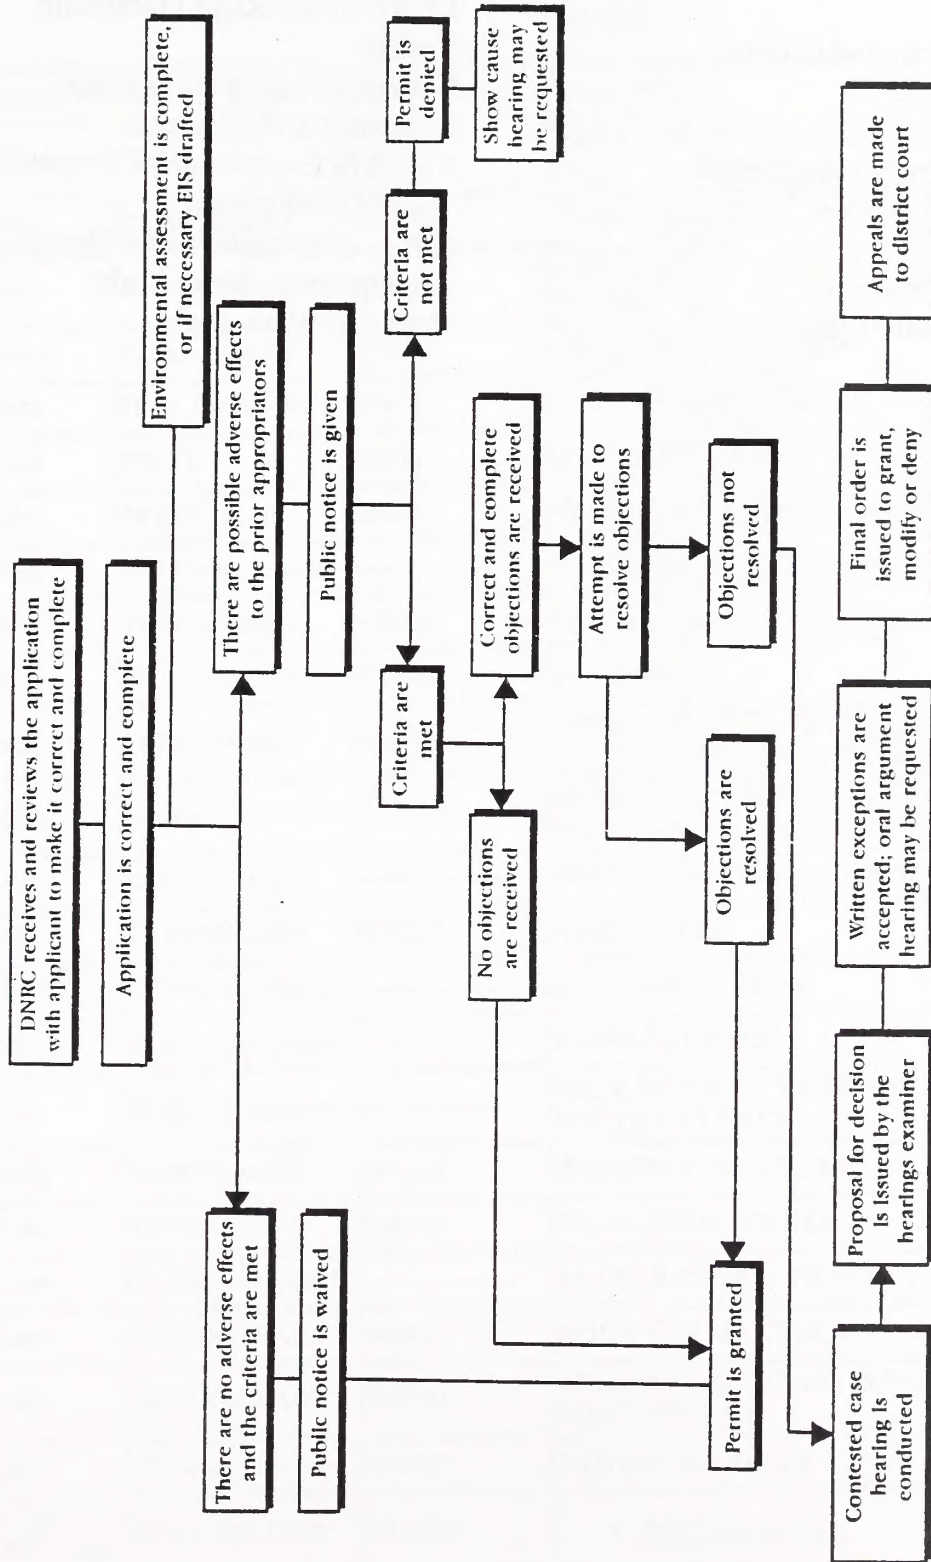 DNRC receives and reviews the application
with applicant to make it correct and complete
Application is correct and complete
Environmental assessment is complete,
or if necessary EIS drafted
There are no adverse effects
and the criteria are met
Public notice is waived
There are possible adverse effects
to the prior appropriators
Public notice is given
Criteria are
met
Criteria are
not met
Permit is
denied
Show cause
hearing may
be requested
No objections
are received
Correct and complete
objections are received
Attempt is made to
resolve objections
Objections are
resolved
Objections not
resolved
Permit is granted
Contested case
hearing is
conducted
Proposal for decision
is issued by the
hearings examiner
Written exceptions are
accepted; oral argument
hearing may be requested
Final order is
issued to grant,
modify or deny
Appeals are made
to district court